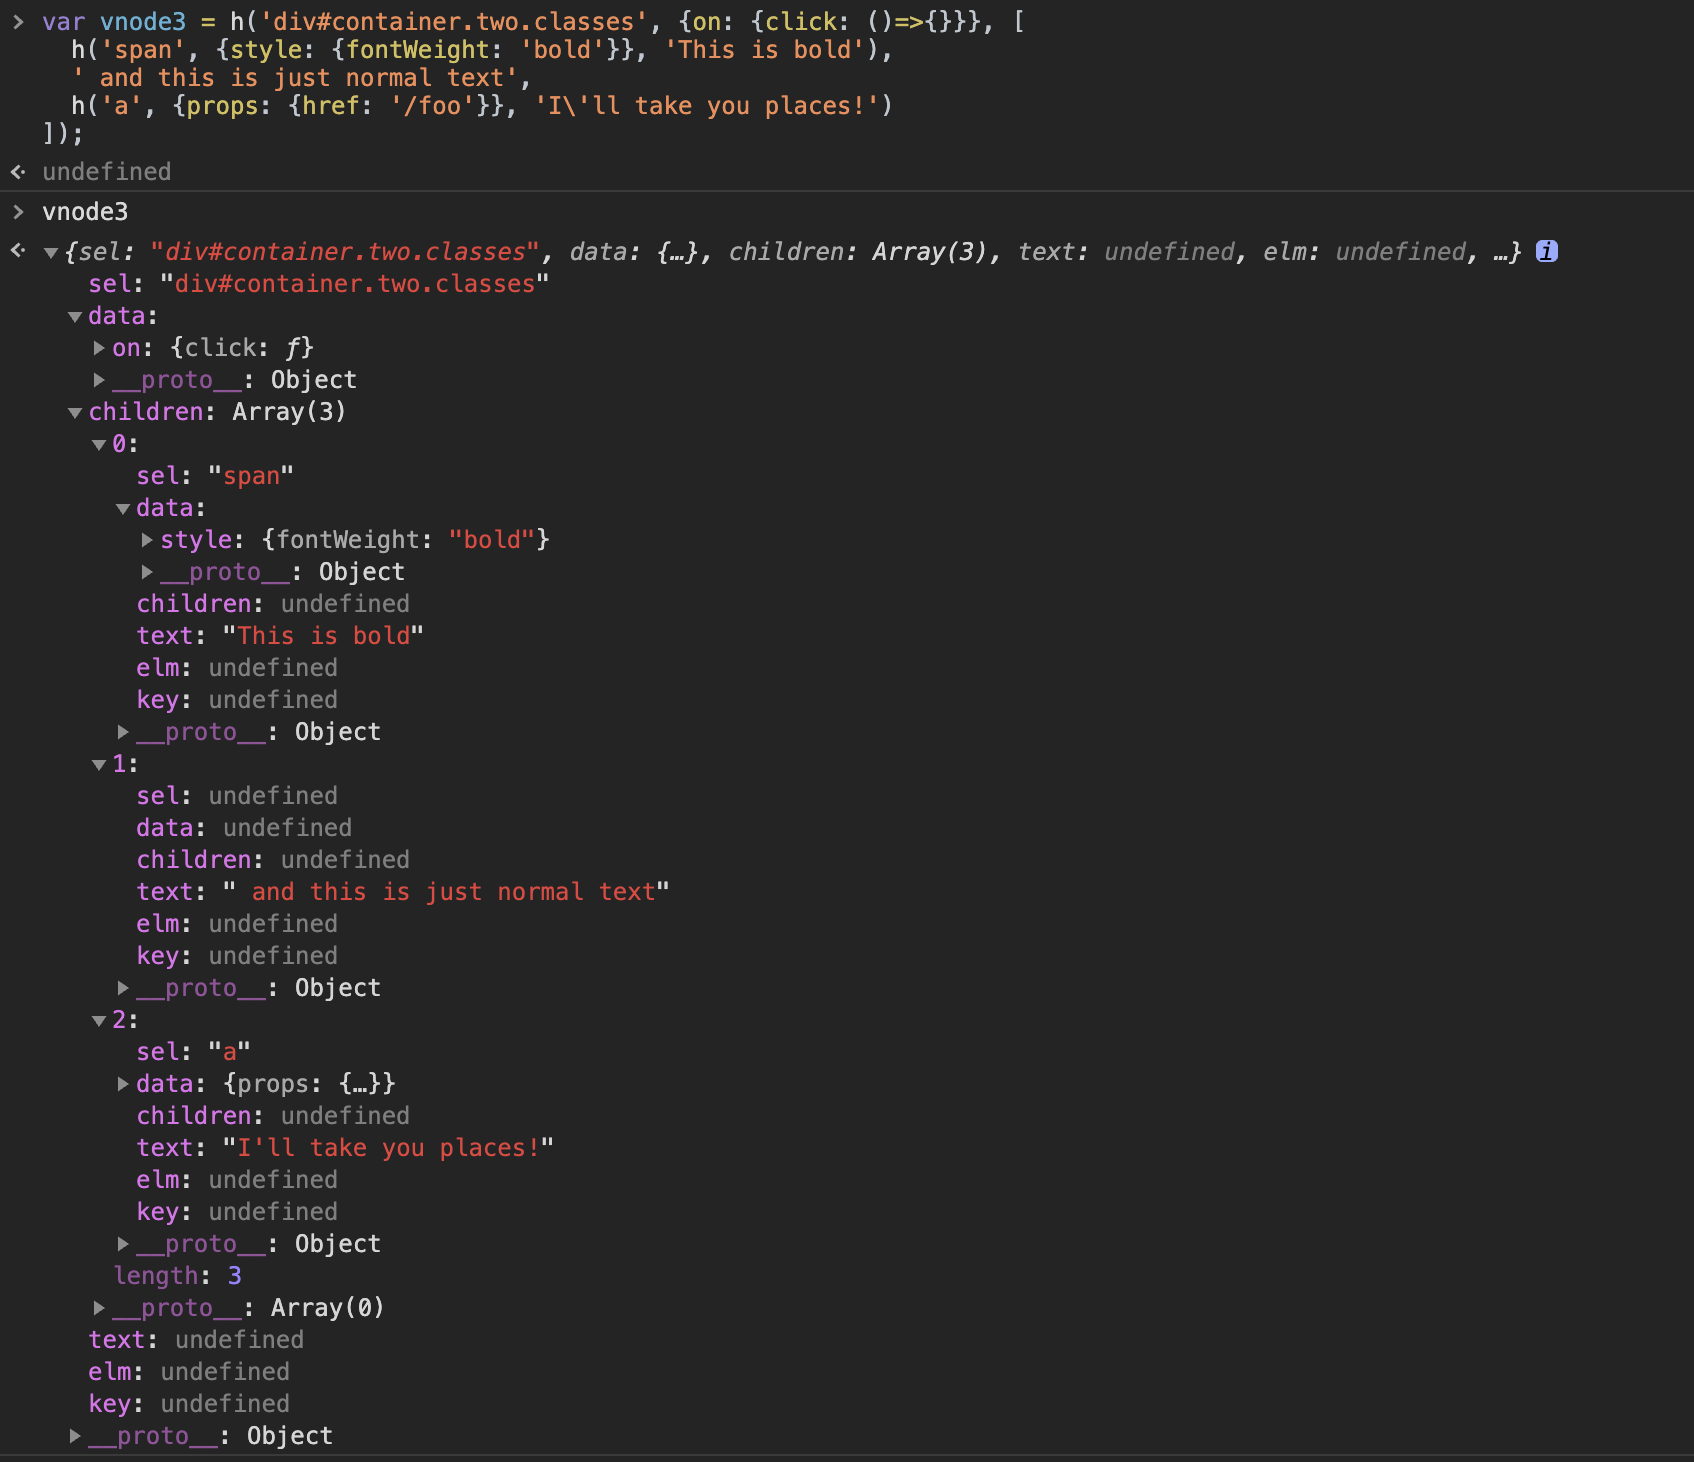 > var vnode3 = h('div#container.two.classes', {on: {click: ()=>{}}}, [
h('span', {style: {fontWeight: 'bold'}}, 'This is bold'),
' and this is just normal text',
h('a', {props: {href: '/foo'}}, 'I\'ll take you places!')
]);
undefined
> vnode3
{sel: "div#container.two.classes", data: {…}, children: Array(3), text: undefined, elm: undefined, …} i
sel: "div#container.two.classes"
data:
on: {click: ƒ}
__proto__: Object
children: Array(3)
0:
sel: "span"
data:
style: {fontWeight: "bold"}
__proto__: Object
children: undefined
text: "This is bold"
elm: undefined
key: undefined
__proto__: Object
1:
sel: undefined
data: undefined
children: undefined
text: " and this is just normal text"
elm: undefined
key: undefined
__proto__: Object
2:
sel: "a"
data: {props: {…}}
children: undefined
text: "I'll take you places!"
elm: undefined
key: undefined
__proto__: Object
length: 3
__proto__: Array(0)
text: undefined
elm: undefined
key: undefined
__proto__: Object